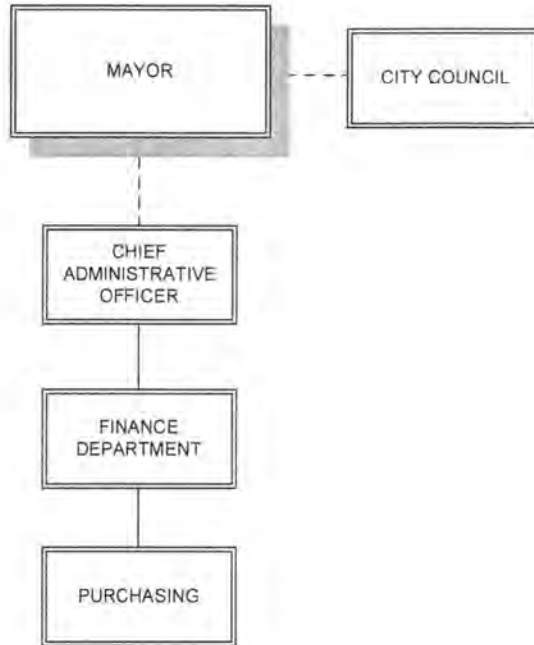 MAYOR
CITY COUNCIL
CHIEF
ADMINISTRATIVE
OFFICER
FINANCE
DEPARTMENT
PURCHASING